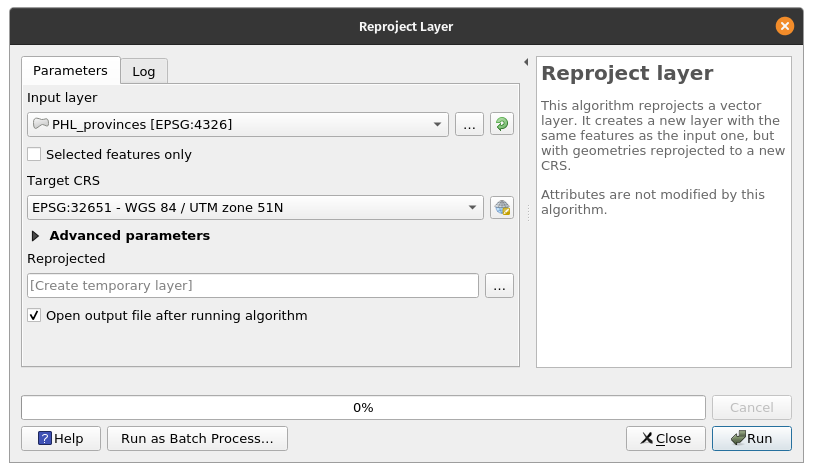 Reproject Layer
Parameters
Log
Input layer
PHL_provinces [EPSG:4326]
...
Selected features only
Target CRS
EPSG:32651 - WGS 84 / UTM zone 51N
Advanced parameters
Reprojected
[Create temporary layer]
...
Open output file after running algorithm
Reproject layer
This algorithm reprojects a vector
layer. It creates a new layer with the
same features as the input one, but
with geometries reprojected to a new
CRS.
Attributes are not modified by this
algorithm.
0%
Cancel
? Help
Run as Batch Process...
Close
Run